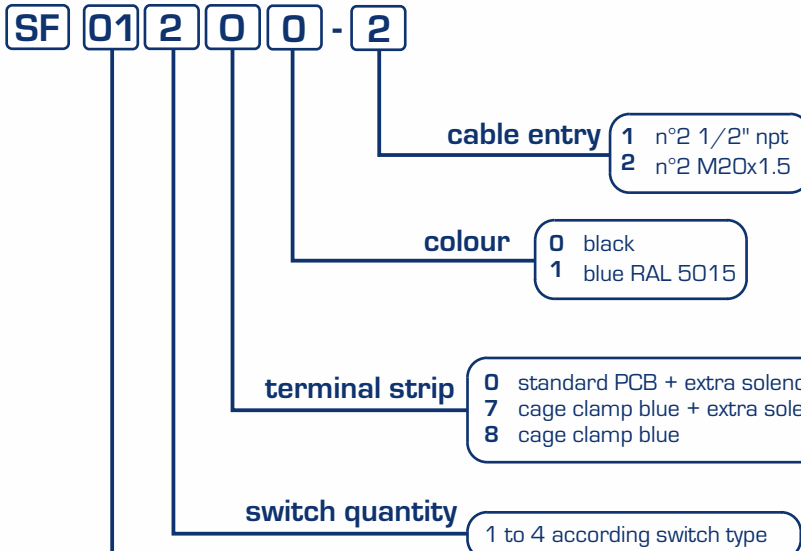 SF 01 2 0 0 - 2
cable entry
1 n°2 1/2" npt
2 n°2 M20x1.5
colour
0 black
1 blue RAL 5015
terminal strip
0 standard PCB + extra
7 cage clamp blue + extra
8 cage clamp blue
switch quantity
1 to 4 according switch type